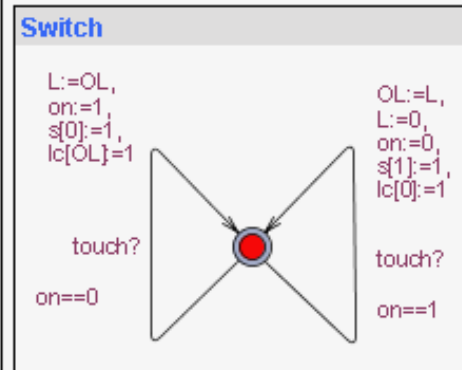 Switch
L:=OL,
on:=1,
s[0]:=1,
lc[OL]:=1
touch?
on==0
OL:=L,
L:=0,
on:=0,
s[1]:=1,
lc[0]:=1
touch?
on==1